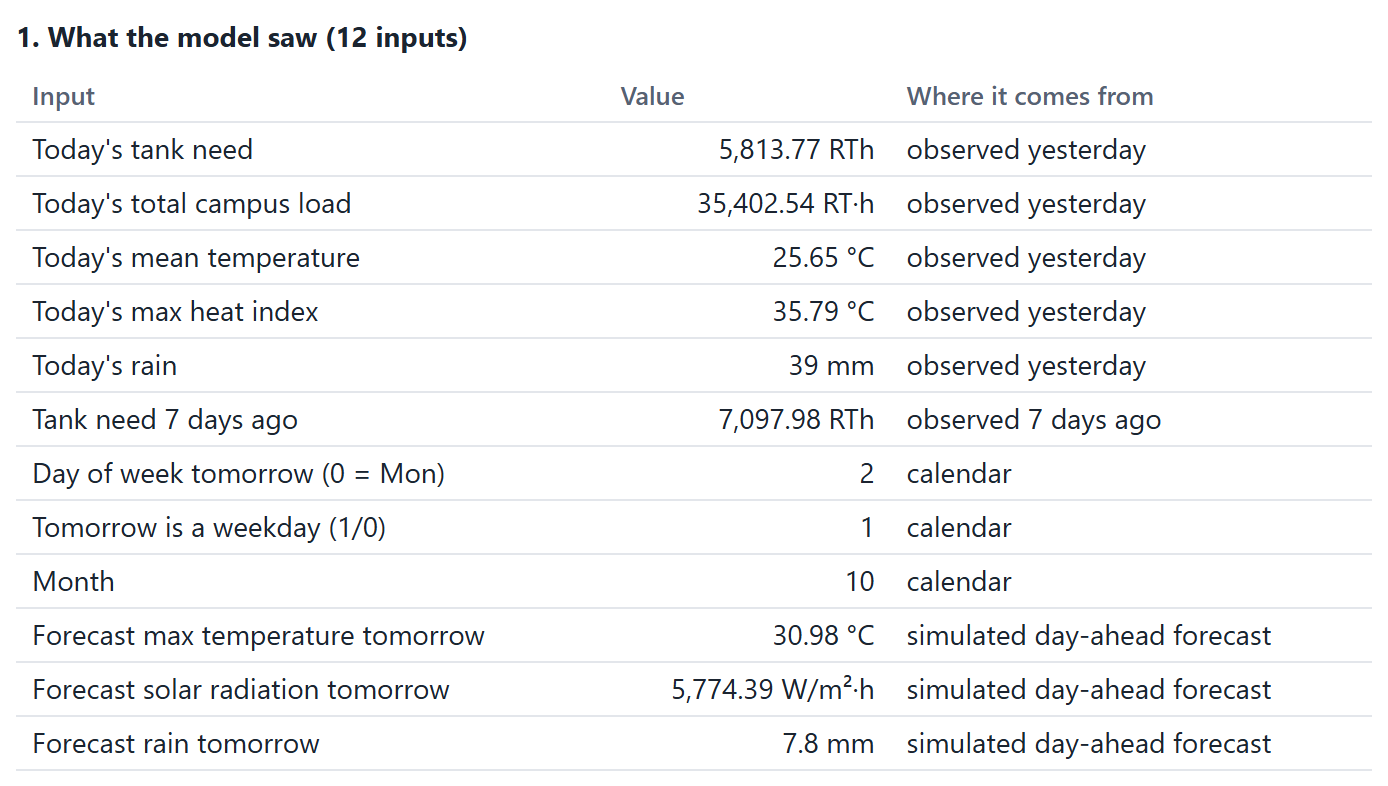 1. What the model saw (12 inputs)
Input Value Where it comes from
Today's tank need 5,813.77 RTh observed yesterday
Today's total campus load 35,402.54 RT·h observed yesterday
Today's mean temperature 25.65 °C observed yesterday
Today's max heat index 35.79 °C observed yesterday
Today's rain 39 mm observed yesterday
Tank need 7 days ago 7,097.98 RTh observed 7 days ago
Day of week tomorrow (0 = Mon) 2 calendar
Tomorrow is a weekday (1/0) 1 calendar
Month 10 calendar
Forecast max temperature tomorrow 30.98 °C simulated day-ahead forecast
Forecast solar radiation tomorrow 5,774.39 W/m²·h simulated day-ahead forecast
Forecast rain tomorrow 7.8 mm simulated day-ahead forecast